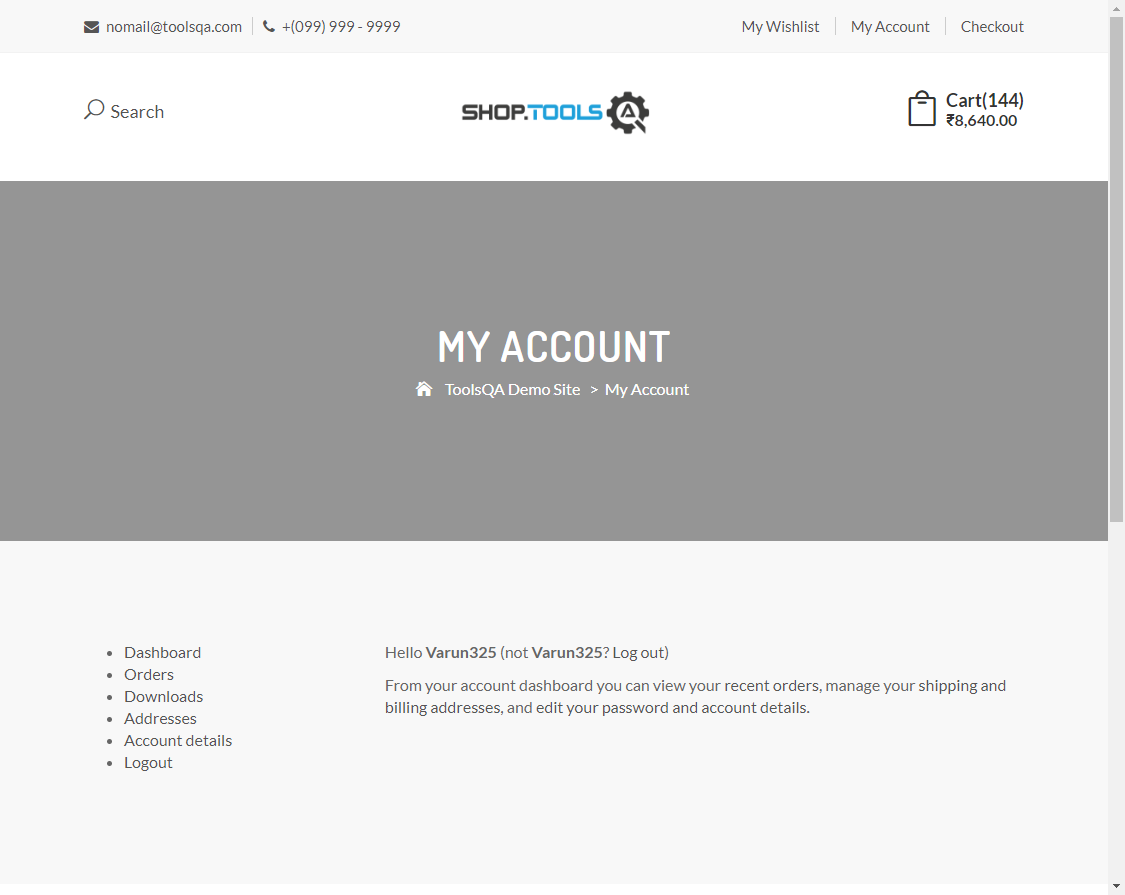 nomail@toolsqa.com
+(099) 999 - 9999
My Wishlist
My Account
Checkout
Search
SHOP.TOOLS
Cart(144)
₹8,640.00
MY ACCOUNT
ToolsQA Demo Site > My Account
Dashboard
Orders
Downloads
Addresses
Account details
Logout
Hello Varun325 (not Varun325? Log out)
From your account dashboard you can view your recent orders, manage your shipping and
billing addresses, and edit your password and account details.